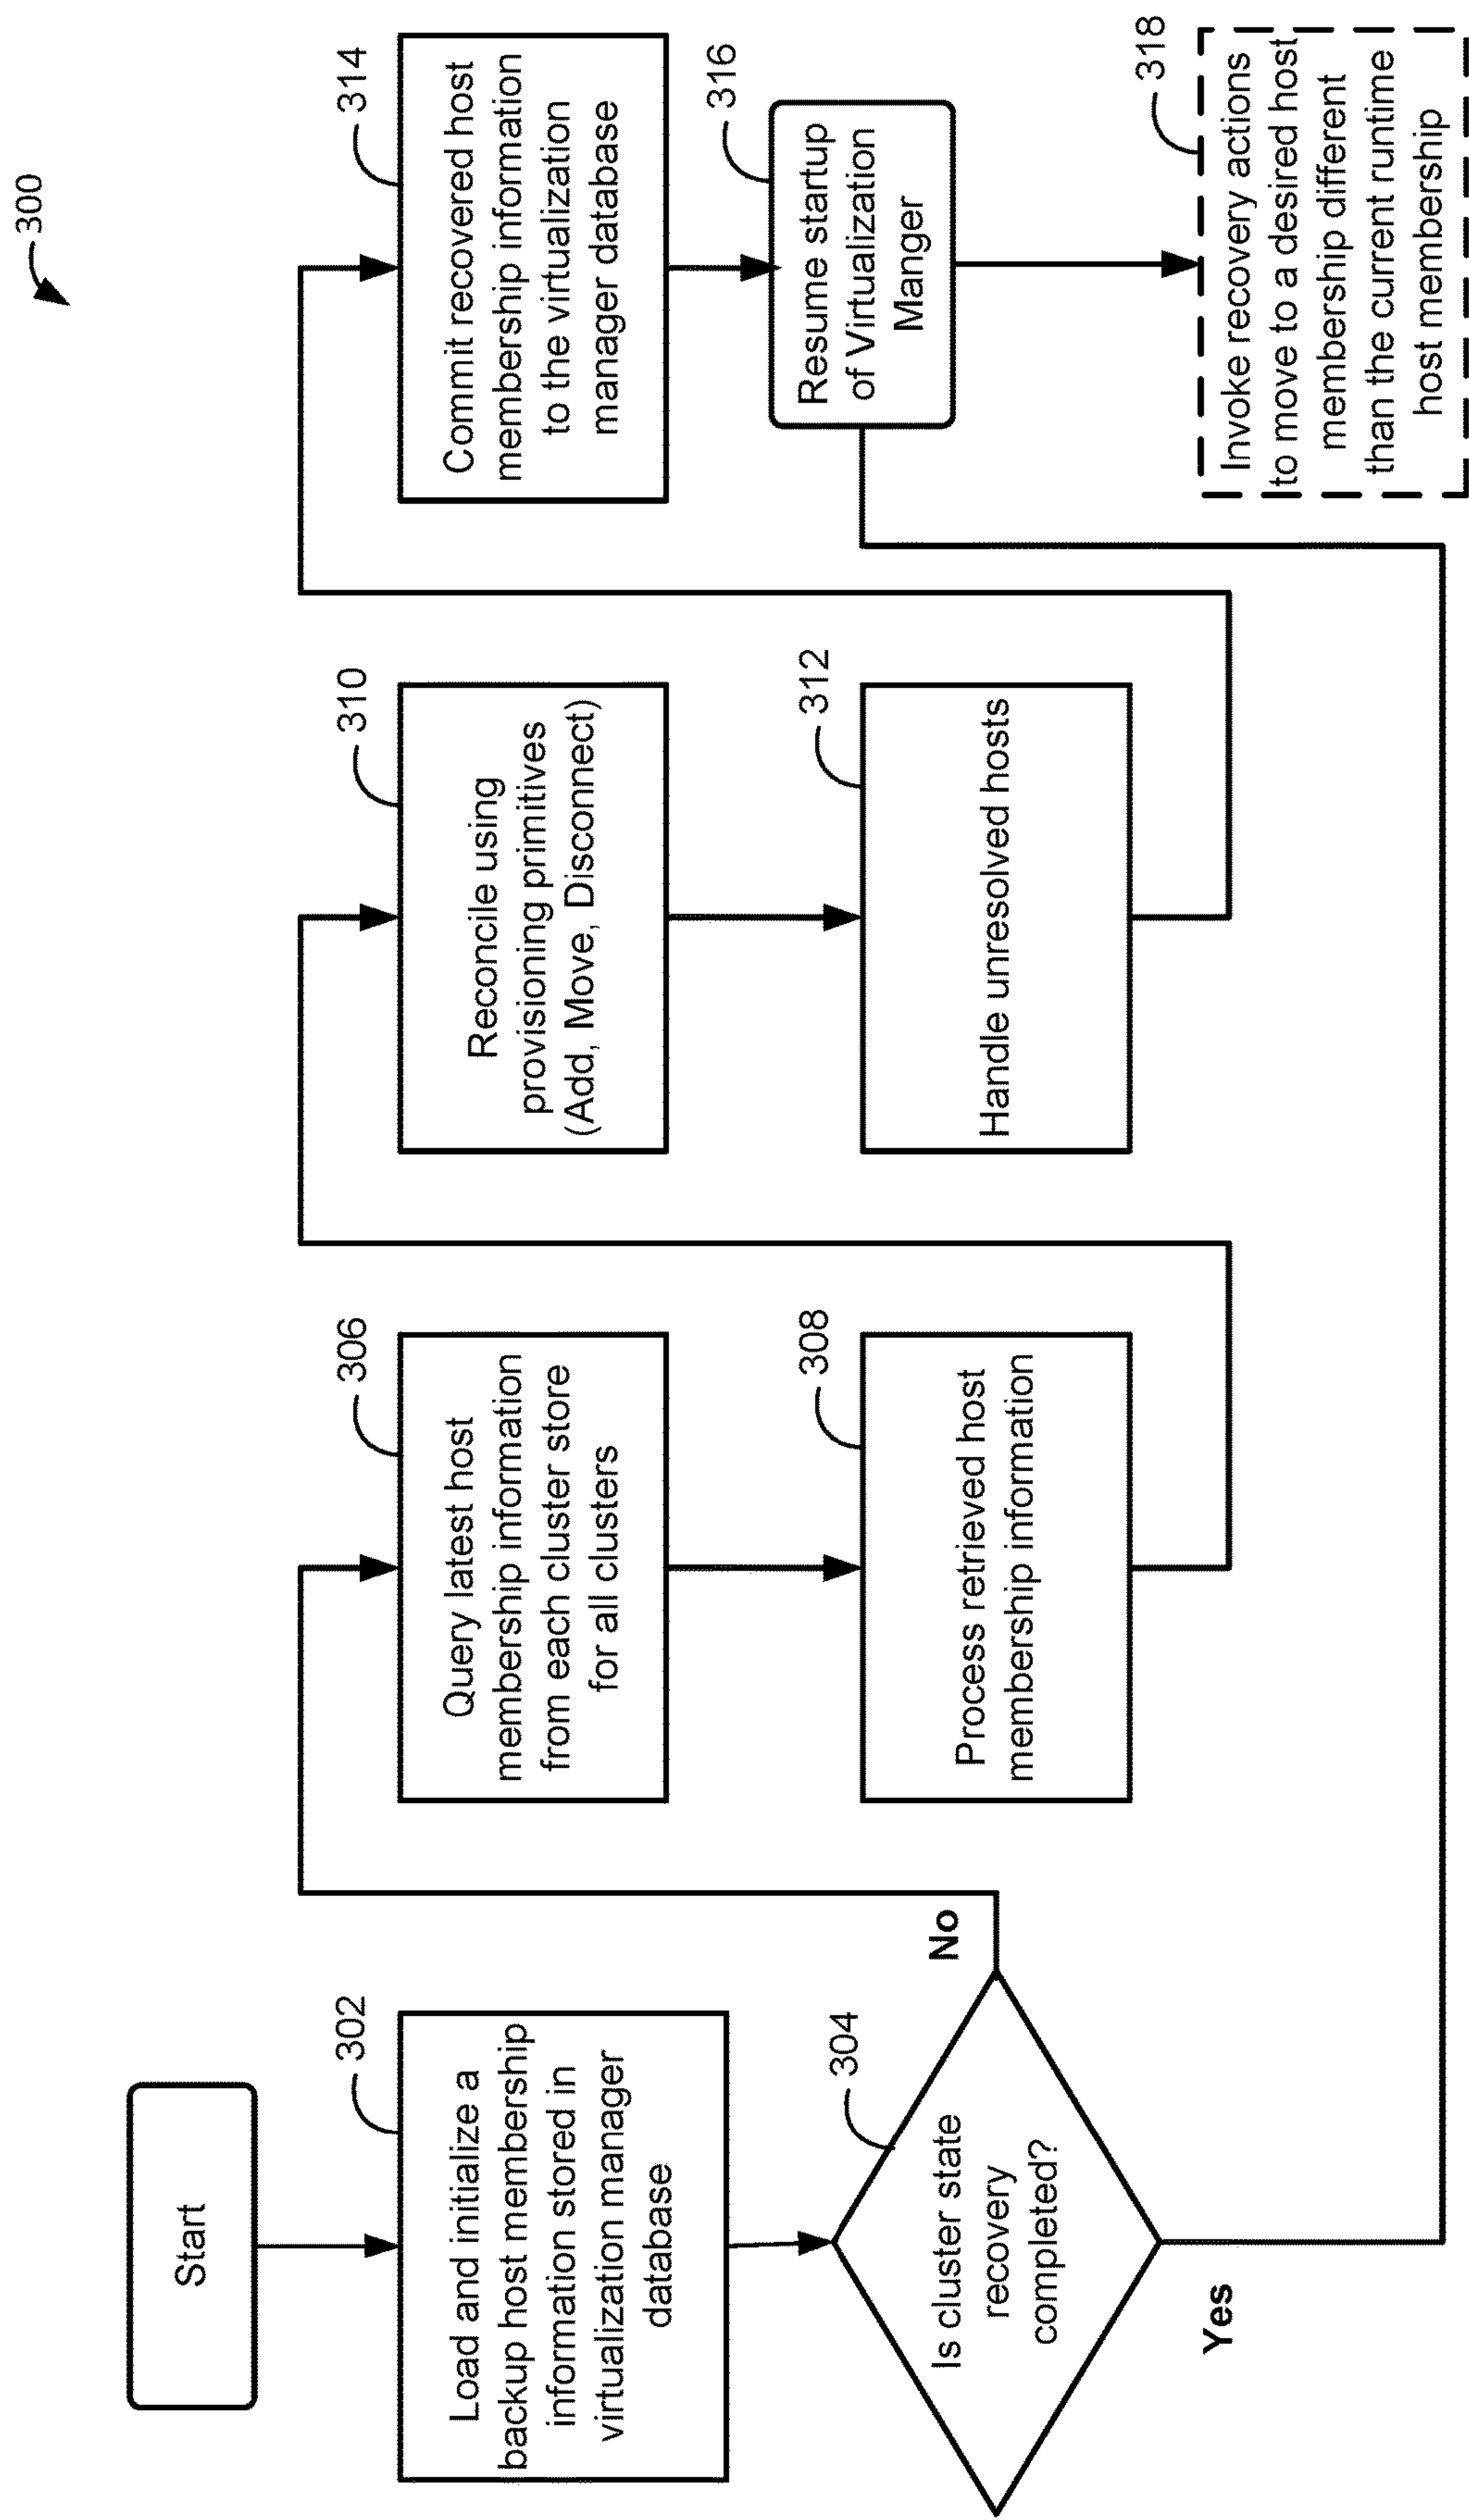 300
Start
302
Load and initialize a
backup host membership
information stored in
virtualization manager
database
304
Is cluster state
recovery
completed?
No
Yes
306
Query latest host
membership information
from each cluster store
for all clusters
308
Process retrieved host
membership information
310
Reconcile using
provisioning primitives
(Add, Move, Disconnect)
312
Handle unresolved hosts
314
Commit recovered host
membership information
to the virtualization
manager database
316
Resume startup
of Virtualization
Manger
318
Invoke recovery actions
to move to a desired host
membership different
than the current runtime
host membership